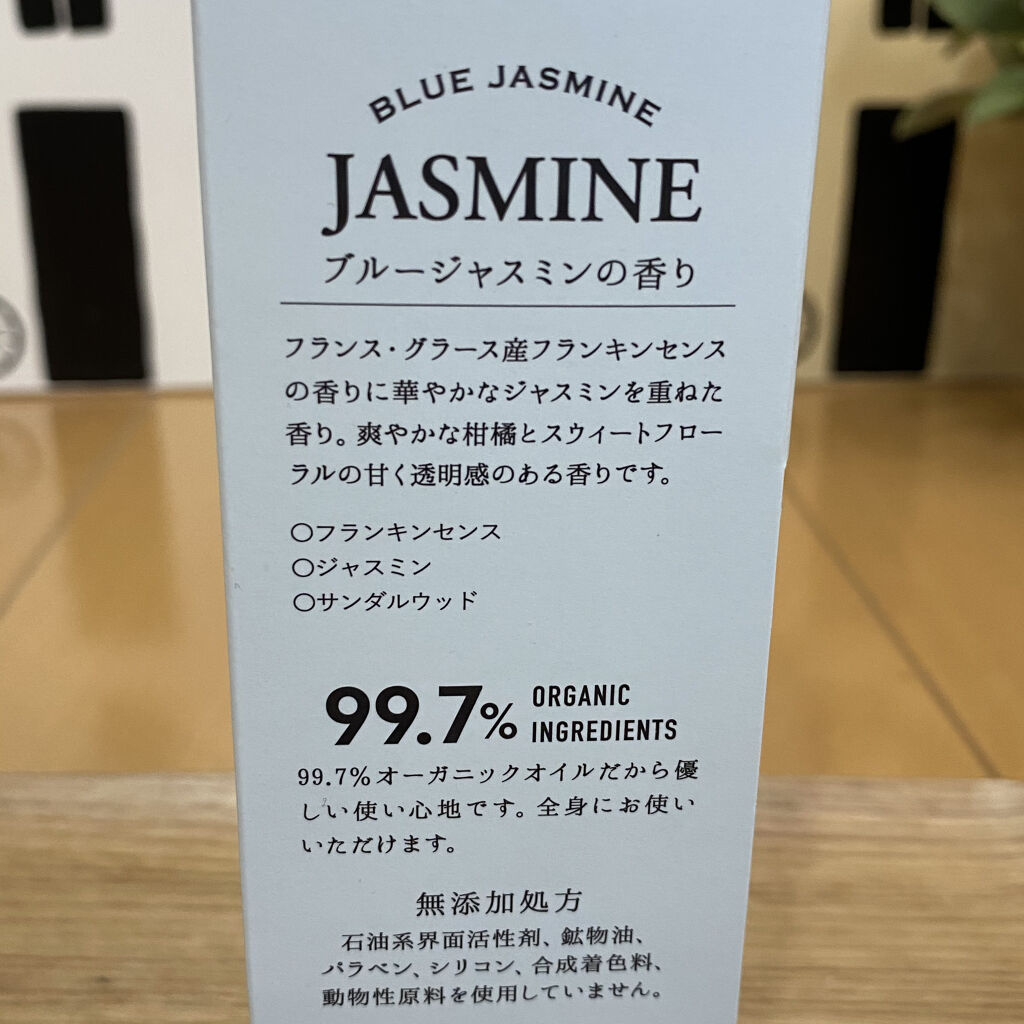 BLUE JASMINE
JASMINE
ブルージャスミンの香り
フランス・グラース産フランキンセンス
の香りに華やかなジャスミンを重ねた
香り。爽やかな柑橘とスウィートフロー
ラルの甘く透明感のある香りです。
○フランキンセンス
○ジャスミン
○サンダルウッド
99.7% ORGANIC
INGREDIENTS
99.7%オーガニックオイルだから優
しい使い心地です。全身にお使い
いただけます。
無添加処方
石油系界面活性剤、鉱物油、
パラベン、シリコン、合成着色料、
動物性原料を使用していません。